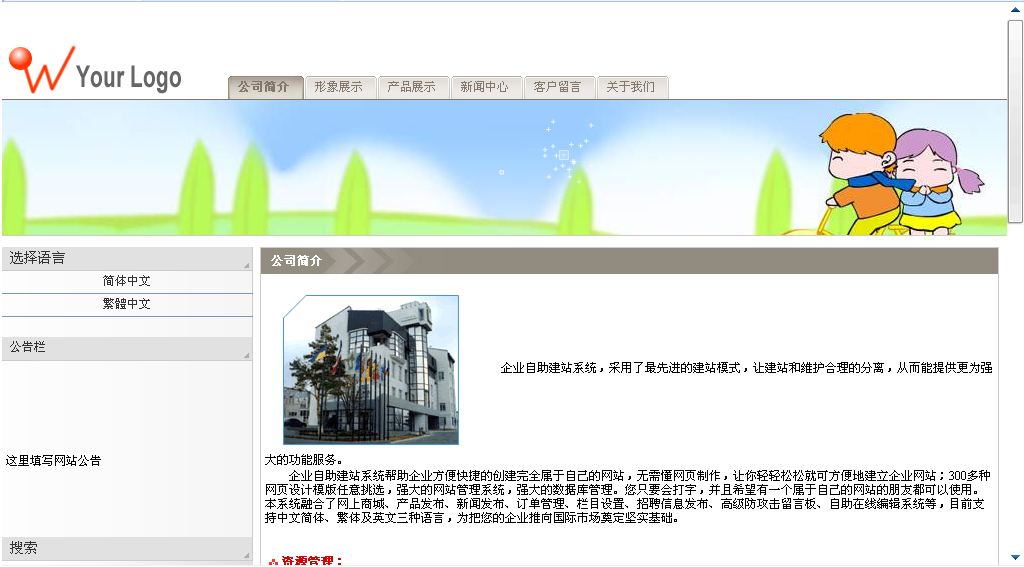 Your Logo
公司简介 形象展示 产品展示 新闻中心 客户留言 关于我们
选择语言
简体中文
繁體中文
公告栏
这里填写网站公告
搜索
公司简介
企业自助建站系统，采用了最先进的建站模式，让建站和维护合理的分离，从而能提供更为强
大的功能服务。
企业自助建站系统帮助企业方便快捷的创建完全属于自己的网站，无需懂网页制作，让你轻轻松松就可方便地建立企业网站；300多种
网页设计模版任意挑选，强大的网站管理系统，强大的数据库管理。您只要会打字，并且希望有一个属于自己的网站的朋友都可以使用。
本系统融合了网上商城、产品发布、新闻发布、订单管理、栏目设置、招聘信息发布、高级防攻击留言板、自助在线编辑系统等，目前支
持中文简体、繁体及英文三种语言，为把您的企业推向国际市场奠定坚实基础。
资源管理：